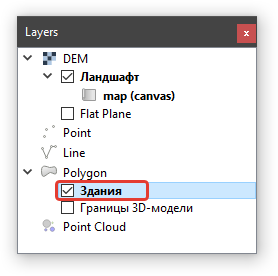 Layers
DEM
Ландшафт
map (canvas)
Flat Plane
Point
Line
Polygon
Здания
Границы 3D-модели
Point Cloud